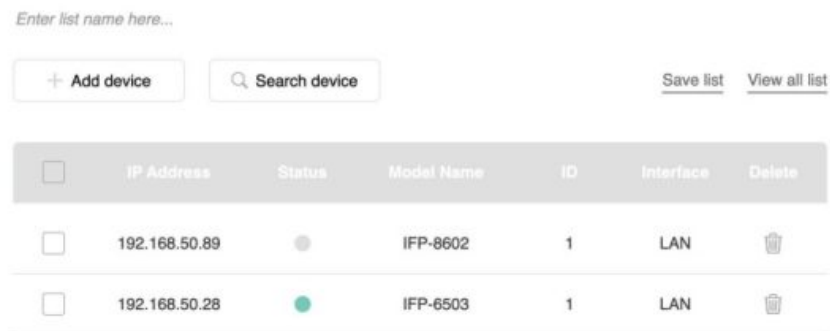 Enter list name here...
Add device Search device Save list View all list
IP Address Status Model Name ID Interface Delete
192.168.50.89 IFP-8602 1 LAN
192.168.50.28 IFP-6503 1 LAN